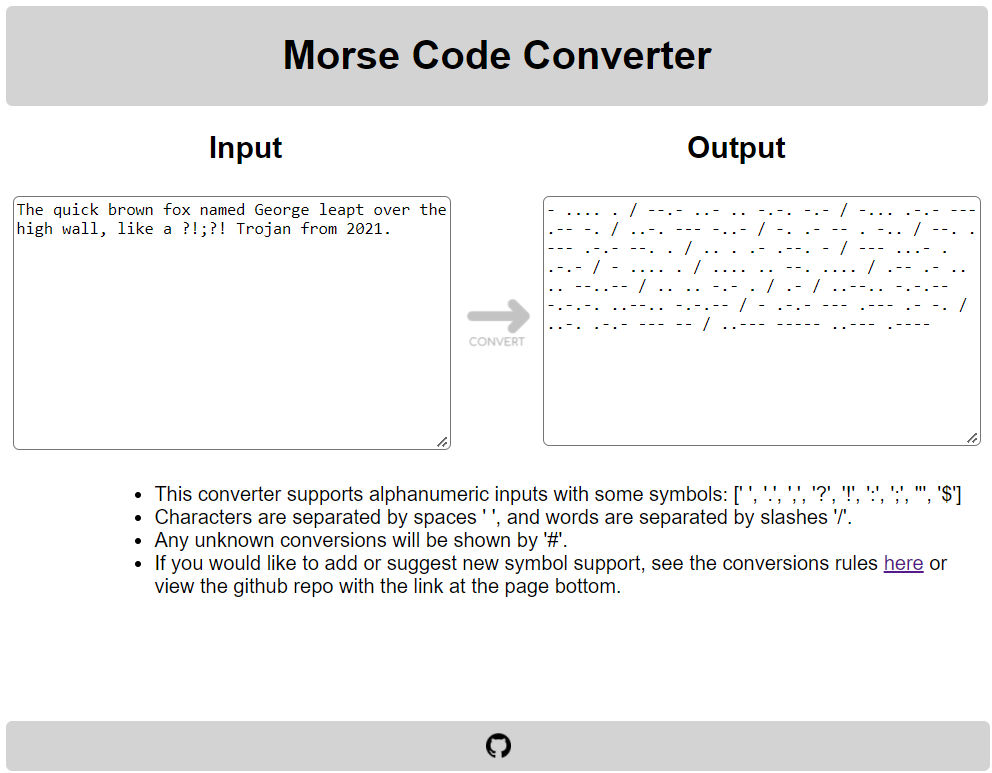 Morse Code Converter
Input
Output
The quick brown fox named George leapt over the
high wall, like a ?!;?! Trojan from 2021.
- .... . / --.- ..- .. -.-. -.- / -... .-.- ---
.-- -. / ..-. --- -..- / -. .- -- . -.. / --. .
--- .-.- --. . / .. . .- .--. - / --- ...- .
.-.- / - .... . / .... .. --. .... / .-- .- ..
.. --..-- / .. .. -.- . / .- / ..--.. -.-.--
-.-.-. ..--.. -.-.-- / - .-.- --- .--- .- -. /
..-. .-.- --- -- / ..--- ----- ..--- .----
CONVERT
• This converter supports alphanumeric inputs with some symbols: [' ', '.', ',', '?', '!', ':', ';', ''', '$']
• Characters are separated by spaces ' ', and words are separated by slashes '/'.
• Any unknown conversions will be shown by '#'.
• If you would like to add or suggest new symbol support, see the conversions rules here or
view the github repo with the link at the page bottom.